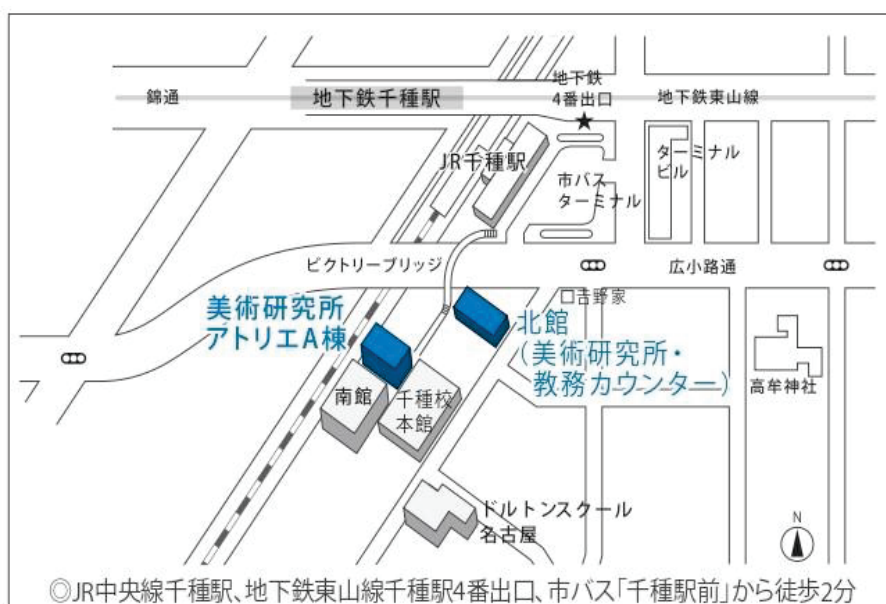 錦通
地下鉄千種駅
地下鉄
4番出口
地下鉄東山線
JR千種駅
市バス
ターミナル
ターミナル
ビル
ビクトリーブリッジ
広小路通
吉野家
美術研究所
アトリエA棟
北館
(美術研究所・
教務カウンター)
南館
千種校
本館
高牟神社
ドルトンスクール
名古屋
N
◎JR中央線千種駅、地下鉄東山線千種駅4番出口、市バス「千種駅前」から徒歩2分